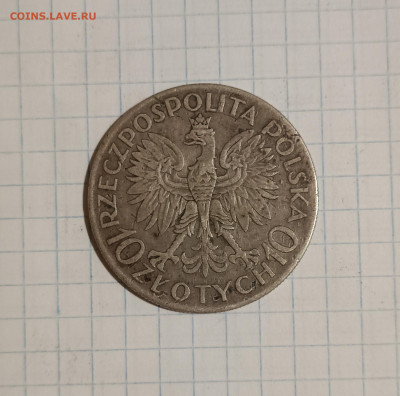 COINS.LAVE.RU
RZECZPOSPOLITA POLSKA
10 ZŁOTYCH 10